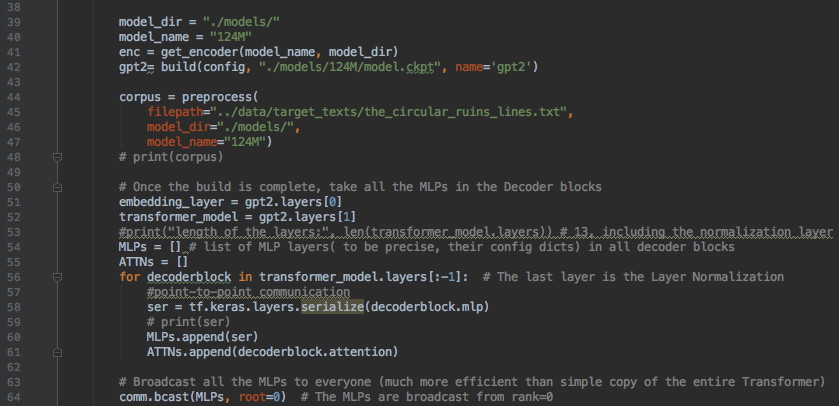 38
39 model_dir = "./models/"
40 model_name = "124M"
41 enc = get_encoder(model_name, model_dir)
42 gpt2= build(config, "./models/124M/model.ckpt", name='gpt2')
43
44 corpus = preprocess(
45 filepath="../data/target_texts/the_circular_ruins_lines.txt",
46 model_dir="./models/",
47 model_name="124M")
48 # print(corpus)
49
50 # Once the build is complete, take all the MLPs in the Decoder blocks
51 embedding_layer = gpt2.layers[0]
52 transformer_model = gpt2.layers[1]
53 #print("length of the layers:", len(transformer_model.layers)) # 13, including the normalization layer
54 MLPs = [] # list of MLP layers( to be precise, their config dicts) in all decoder blocks
55 ATTNs = []
56 for decoderblock in transformer_model.layers[:-1]: # The last layer is the Layer Normalization
57 #point-to-point communication
58 ser = tf.keras.layers.serialize(decoderblock.mlp)
59 # print(ser)
60 MLPs.append(ser)
61 ATTNs.append(decoderblock.attention)
62
63 # Broadcast all the MLPs to everyone (much more efficient than simple copy of the entire Transformer)
64 comm.bcast(MLPs, root=0) # The MLPs are broadcast from rank=0